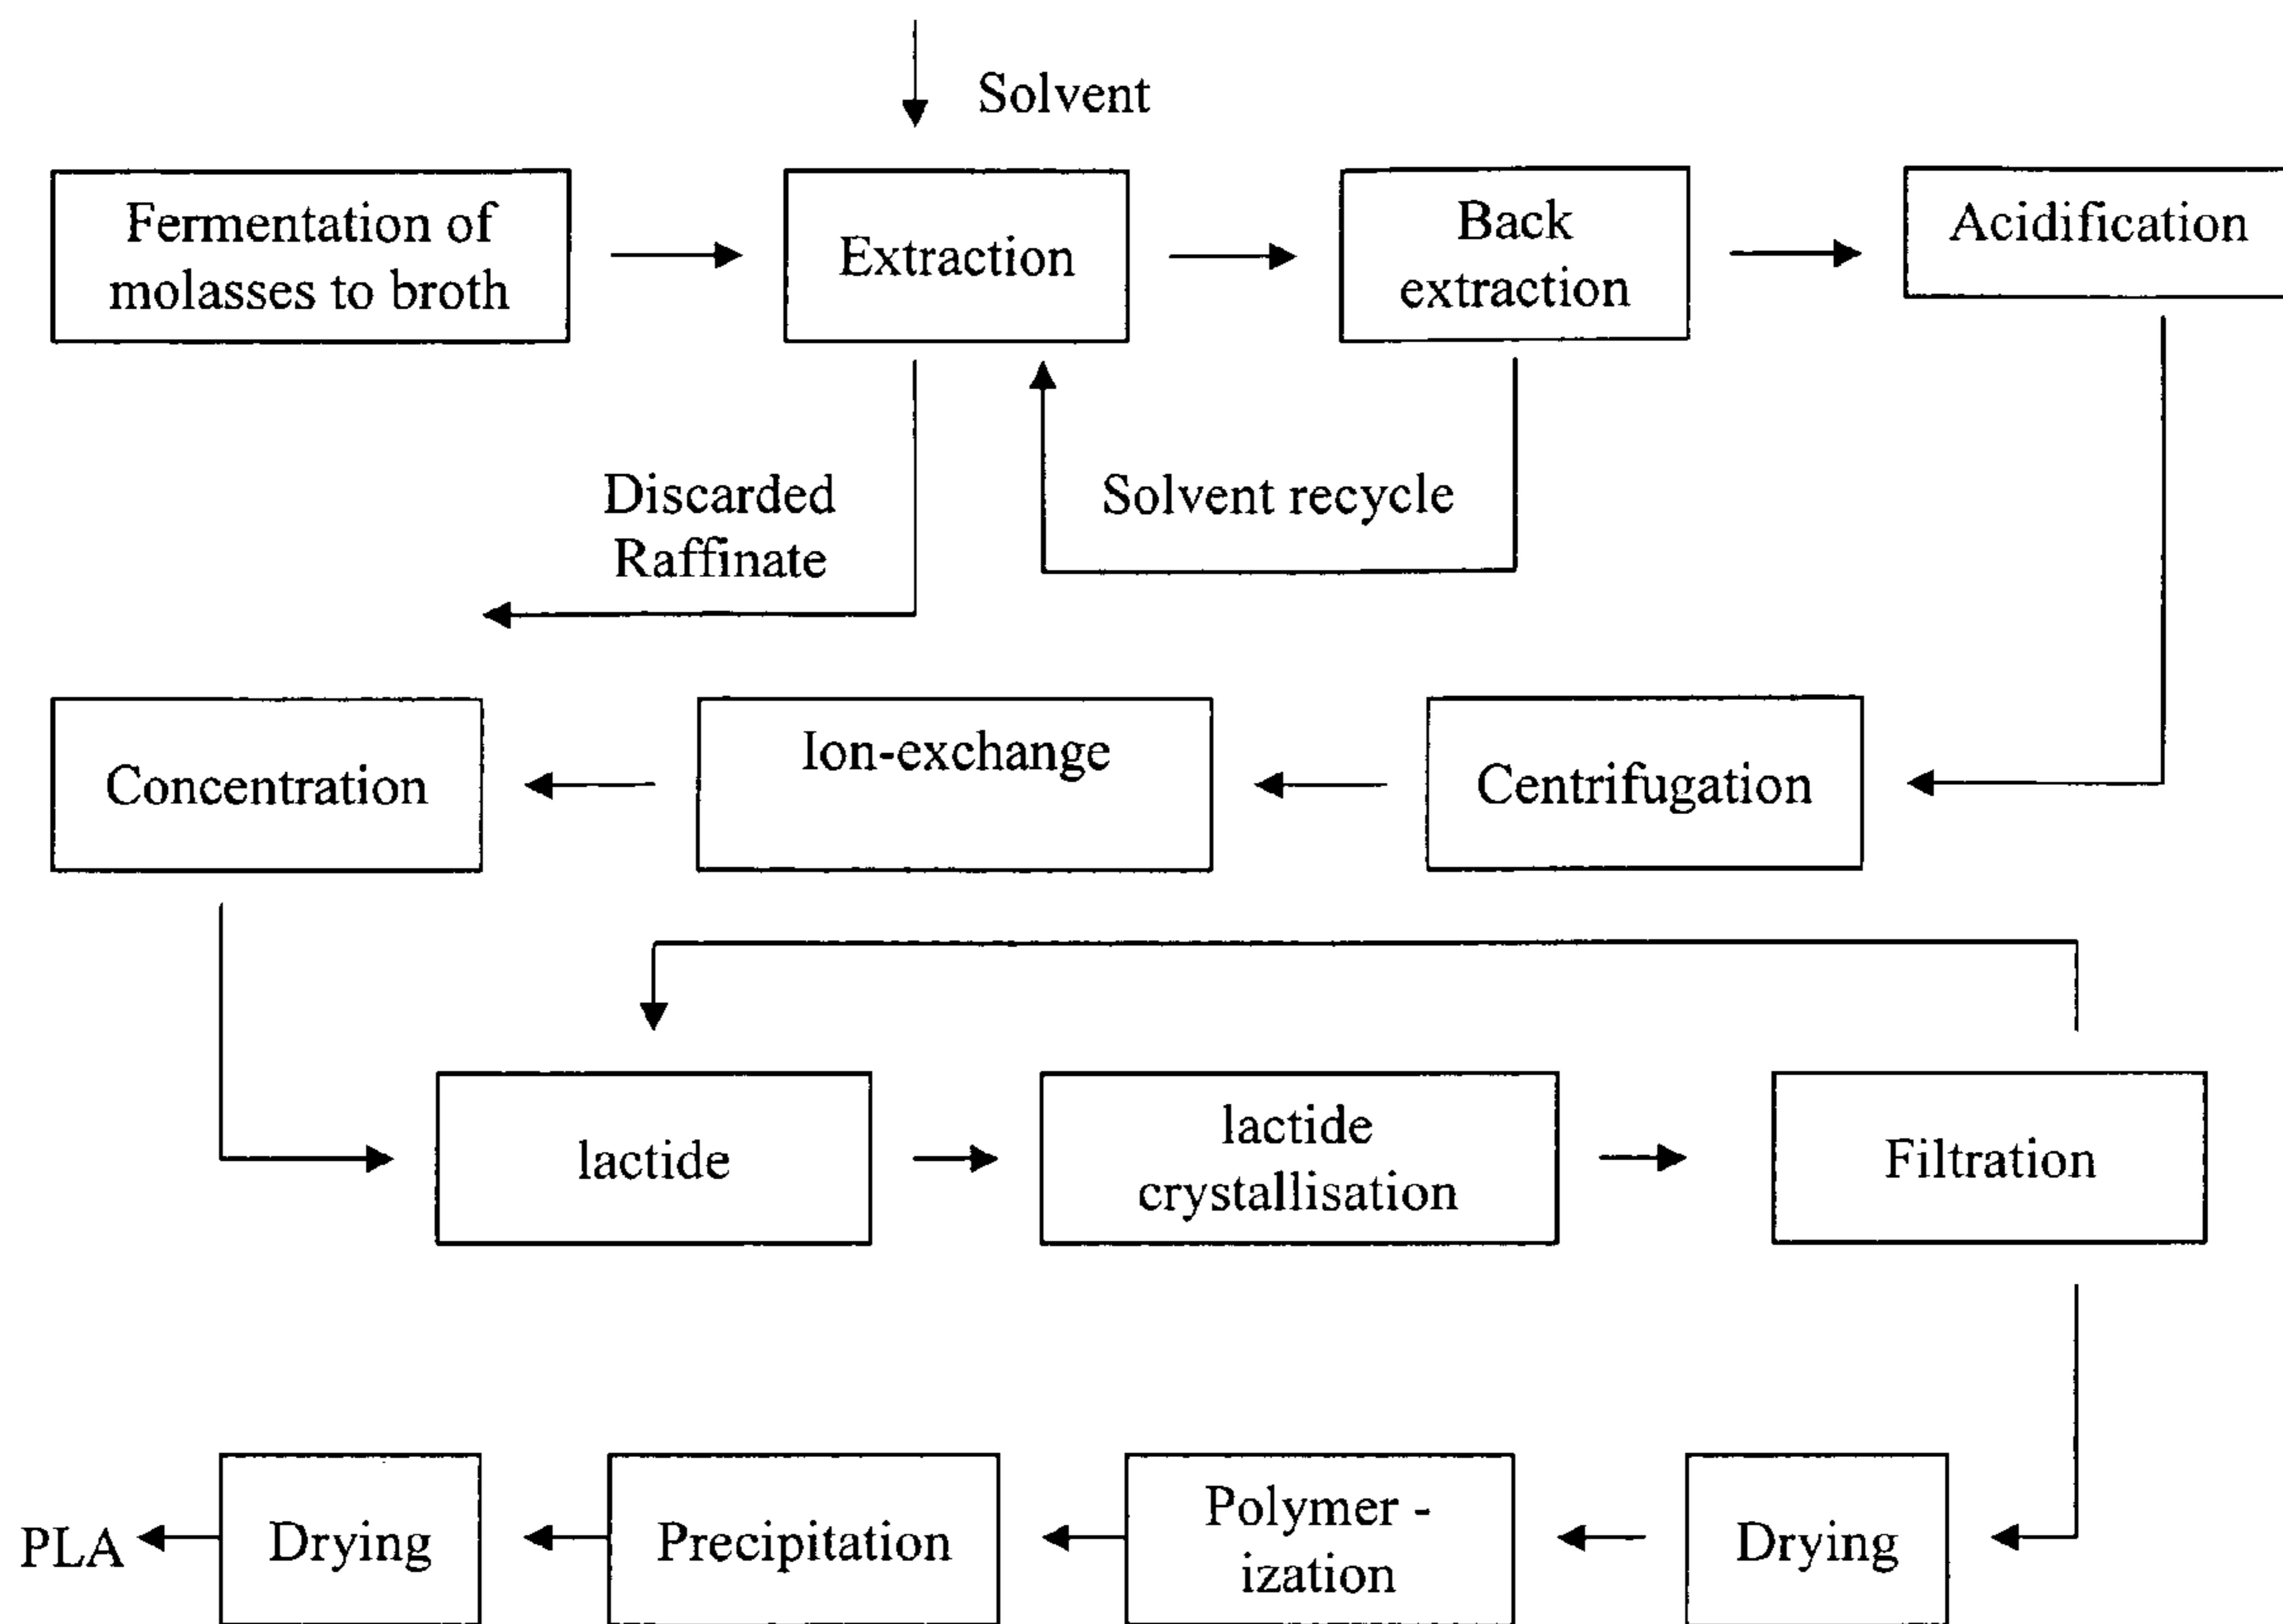 Solvent
Fermentation of
molasses to broth
Extraction
Back
extraction
Acidification
Discarded
Raffinate
Solvent recycle
Concentration
Ion-exchange
Centrifugation
lactide
lactide
crystallisation
Filtration
PLA
Drying
Precipitation
Polymer -
ization
Drying